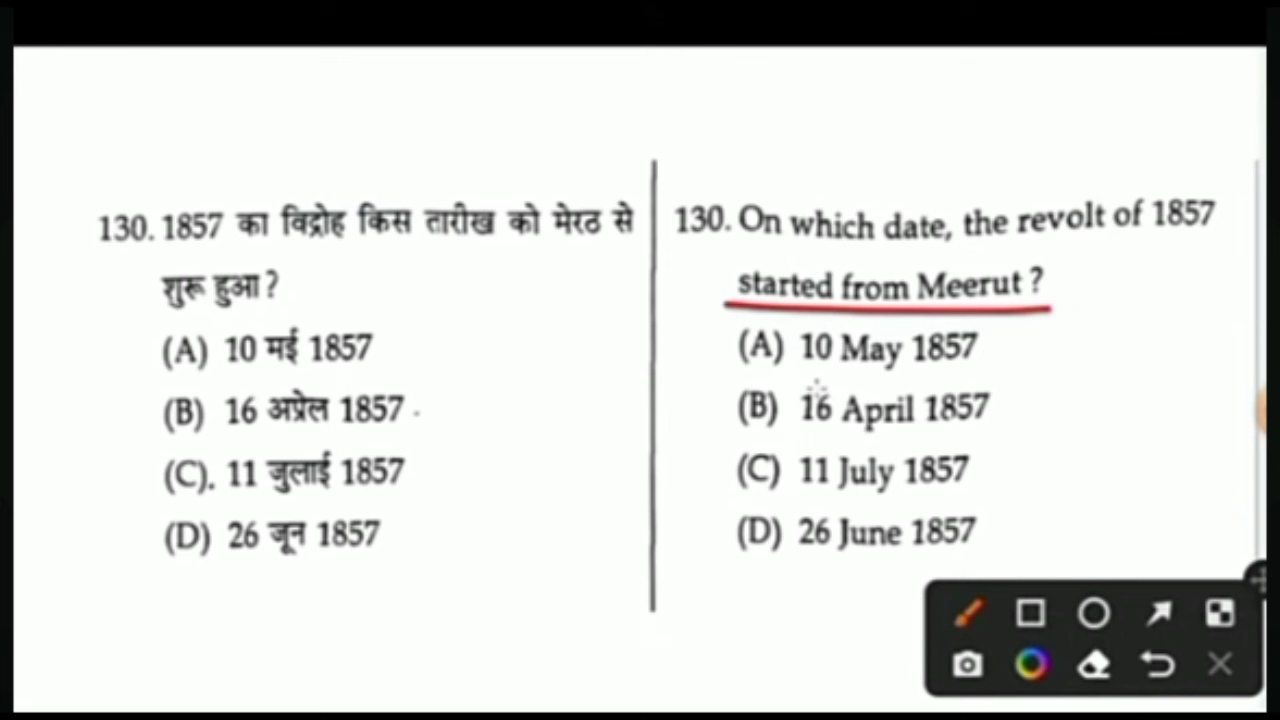 130. 1857 का विद्रोह किस तारीख को मेरठ से
शुरू हुआ ?
(A) 10 मई 1857
(B) 16 अप्रेल 1857
(C). 11 जुलाई 1857
(D) 26 जून 1857
130. On which date, the revolt of 1857
started from Meerut ?
(A) 10 May 1857
(B) 16 April 1857
(C) 11 July 1857
(D) 26 June 1857